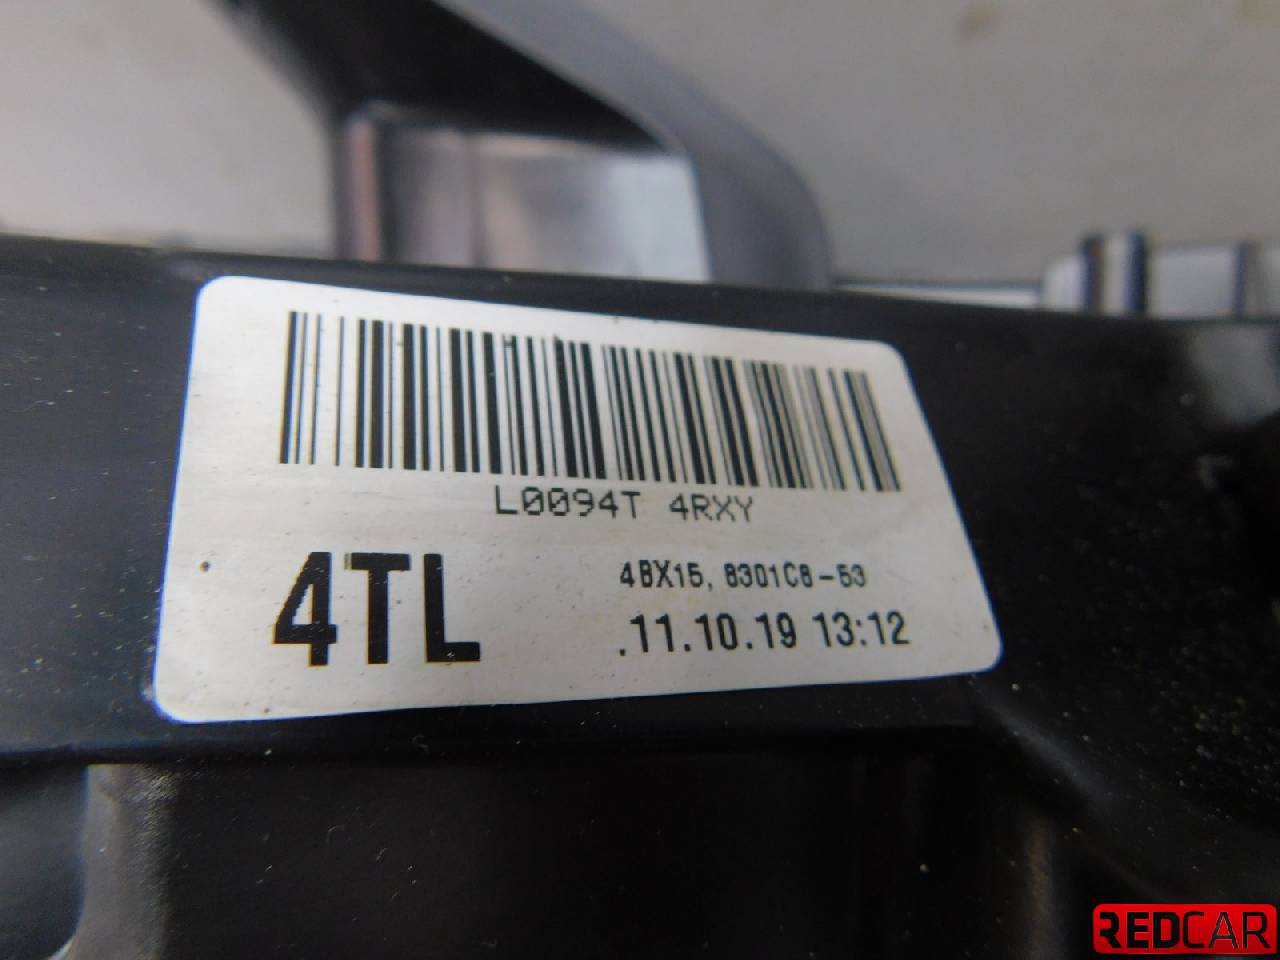 L0094T 4RXY
4TL
4BX15, 8301C8-53
.11.10.19 13:12
REDCAR